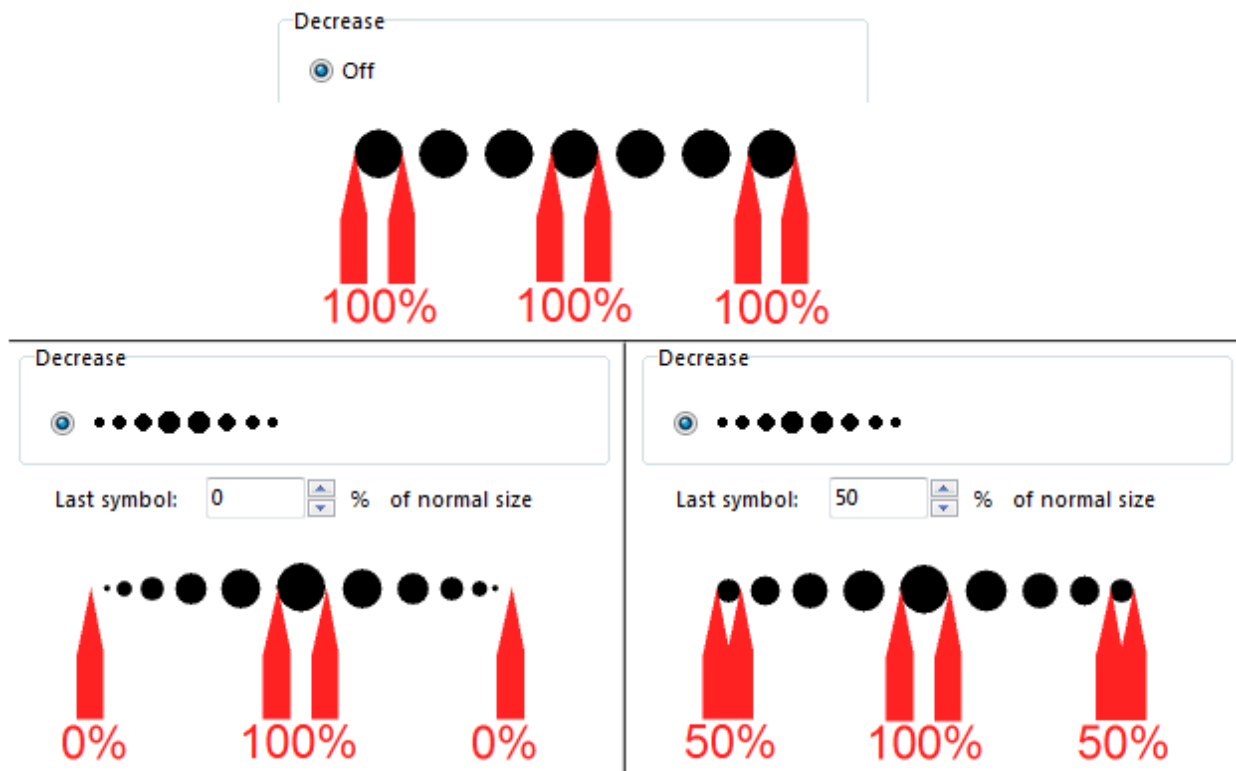 Decrease
Off
100% 100% 100%
Decrease
Last symbol: 0 % of normal size
0% 100% 0%
Decrease
Last symbol: 50 % of normal size
50% 100% 50%